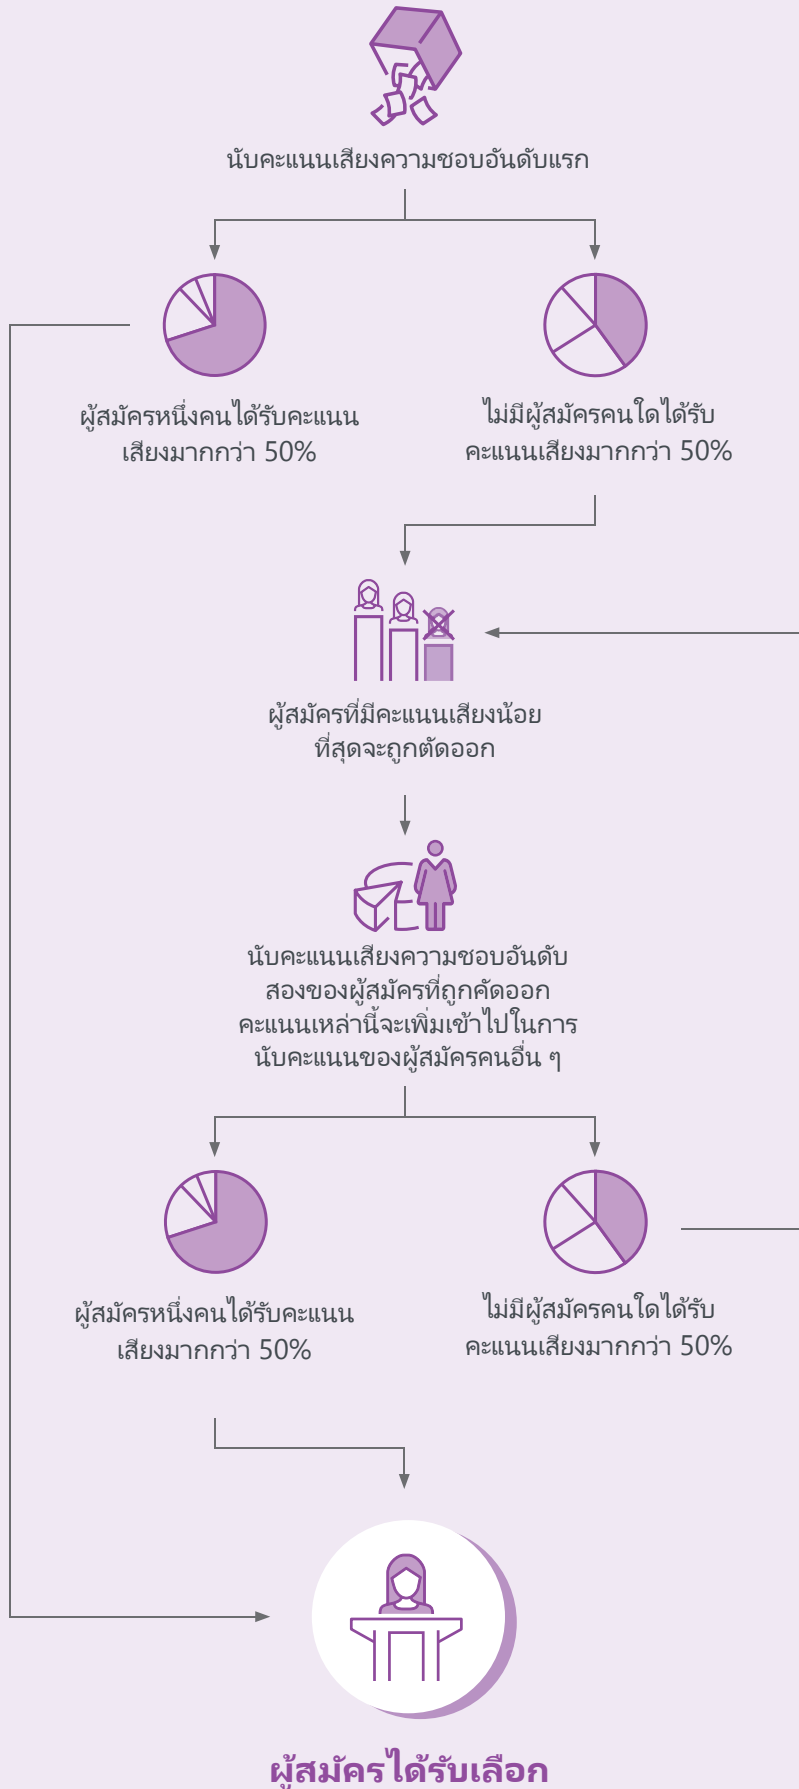 นับคะแนนเสียงความชอบอันดับแรก
ผู้สมัครหนึ่งคนได้รับคะแนน
เสียงมากกว่า 50%
ไม่มีผู้สมัครคนใดได้รับ
คะแนนเสียงมากกว่า 50%
ผู้สมัครที่มีคะแนนเสียงน้อย
ที่สุดจะถูกตัดออก
นับคะแนนเสียงความชอบอันดับ
สองของผู้สมัครที่ถูกคัดออก
คะแนนเหล่านี้จะเพิ่มเข้าไปในการ
นับคะแนนของผู้สมัครคนอื่น ๆ
ผู้สมัครหนึ่งคนได้รับคะแนน
เสียงมากกว่า 50%
ไม่มีผู้สมัครคนใดได้รับ
คะแนนเสียงมากกว่า 50%
ผู้สมัครได้รับเลือก